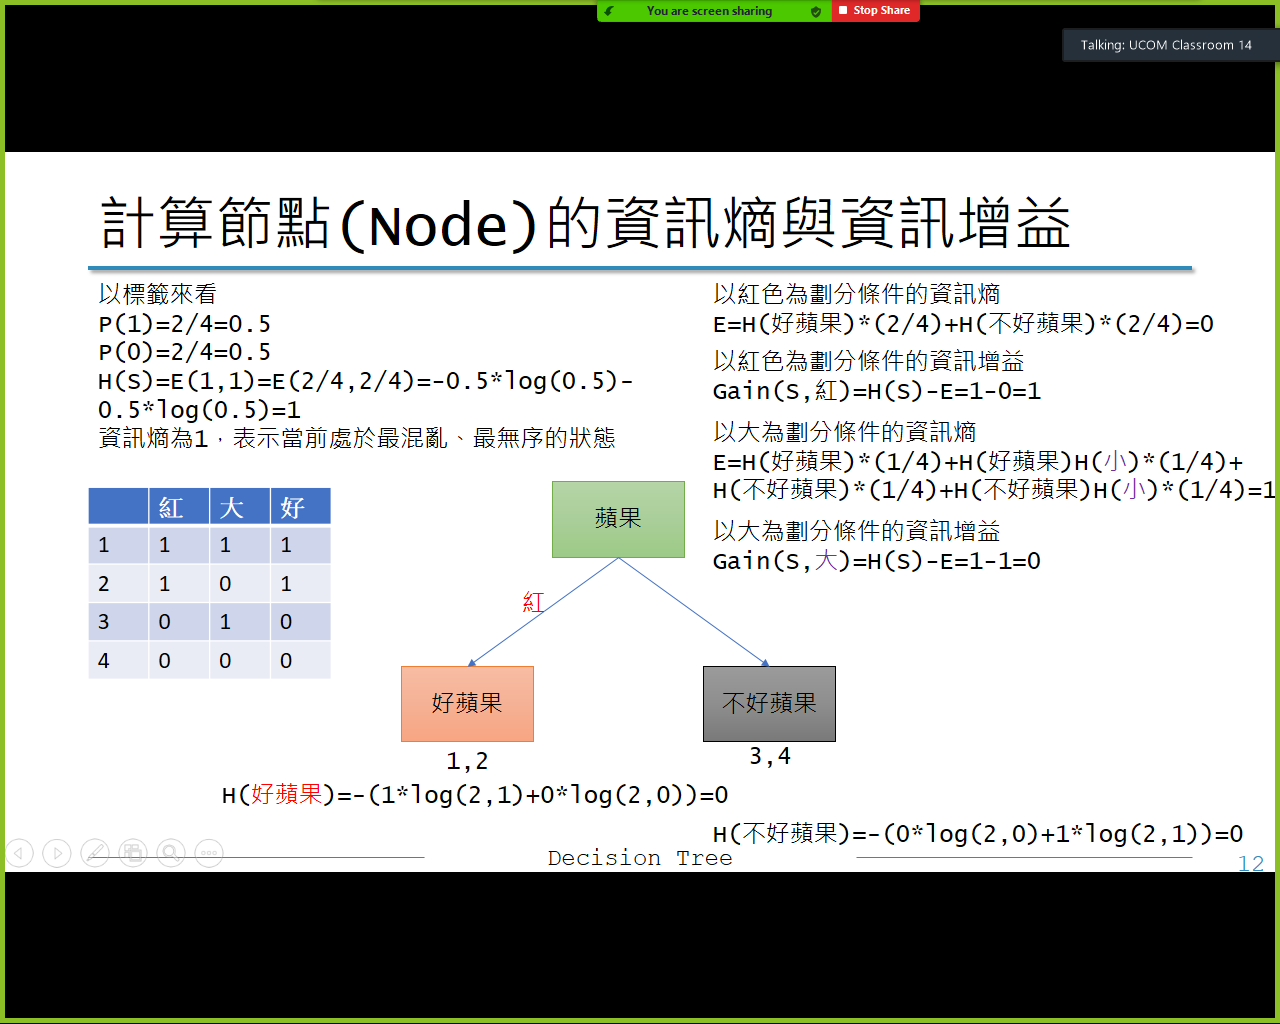 You are screen sharing
Stop Share
Talking: UCOM Classroom 14
計算節點(Node)的資訊熵與資訊增益
以標籤來看
P(1)=2/4=0.5
P(0)=2/4=0.5
H(S)=E(1,1)=E(2/4,2/4)=-0.5*log(0.5)-
0.5*log(0.5)=1
資訊熵為1，表示當前處於最混亂、最無序的狀態
以紅色為劃分條件的資訊熵
E=H(好蘋果)*(2/4)+H(不好蘋果)*(2/4)=0
以紅色為劃分條件的資訊增益
Gain(S,紅)=H(S)-E=1-0=1
以大為劃分條件的資訊熵
E=H(好蘋果)*(1/4)+H(好蘋果)H(小)*(1/4)+
H(不好蘋果)*(1/4)+H(不好蘋果)H(小)*(1/4)=1
以大為劃分條件的資訊增益
Gain(S,大)=H(S)-E=1-1=0
紅 大 好
1 1 1 1
2 1 0 1
3 0 1 0
4 0 0 0
蘋果
紅
好蘋果
不好蘋果
1,2
3,4
H(好蘋果)=-(1*log(2,1)+0*log(2,0))=0
H(不好蘋果)=-(0*log(2,0)+1*log(2,1))=0
Decision Tree
12